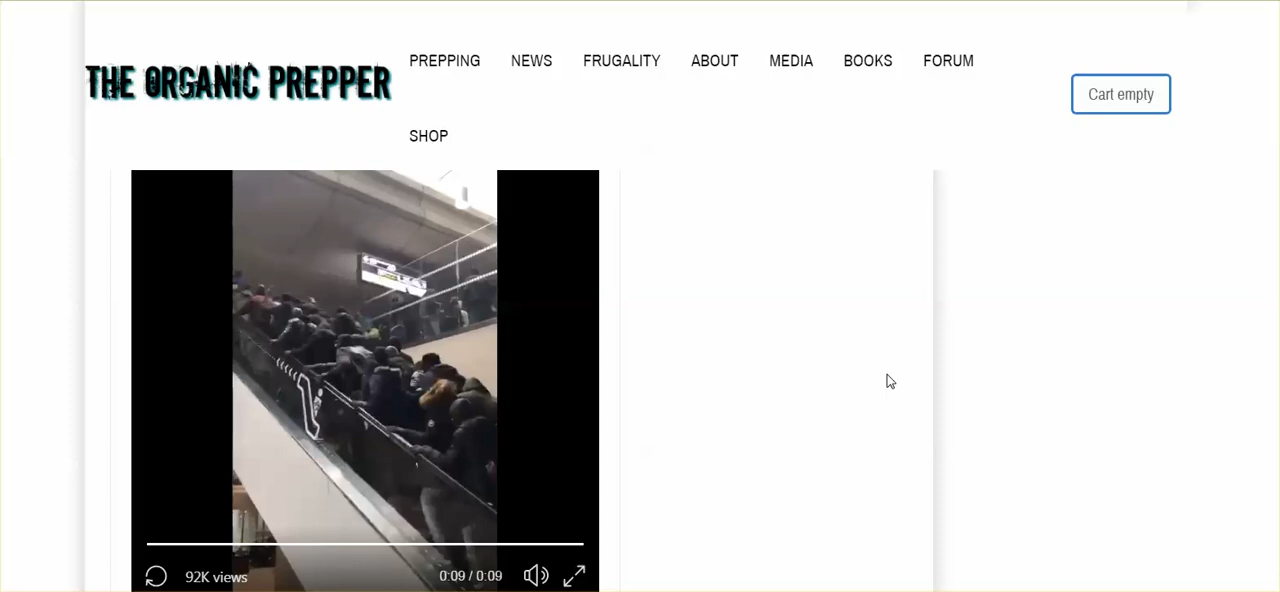 THE ORGANIC PREPPER
PREPPING NEWS FRUGALITY ABOUT MEDIA BOOKS FORUM
SHOP
Cart empty
92K views 0:09 / 0:09